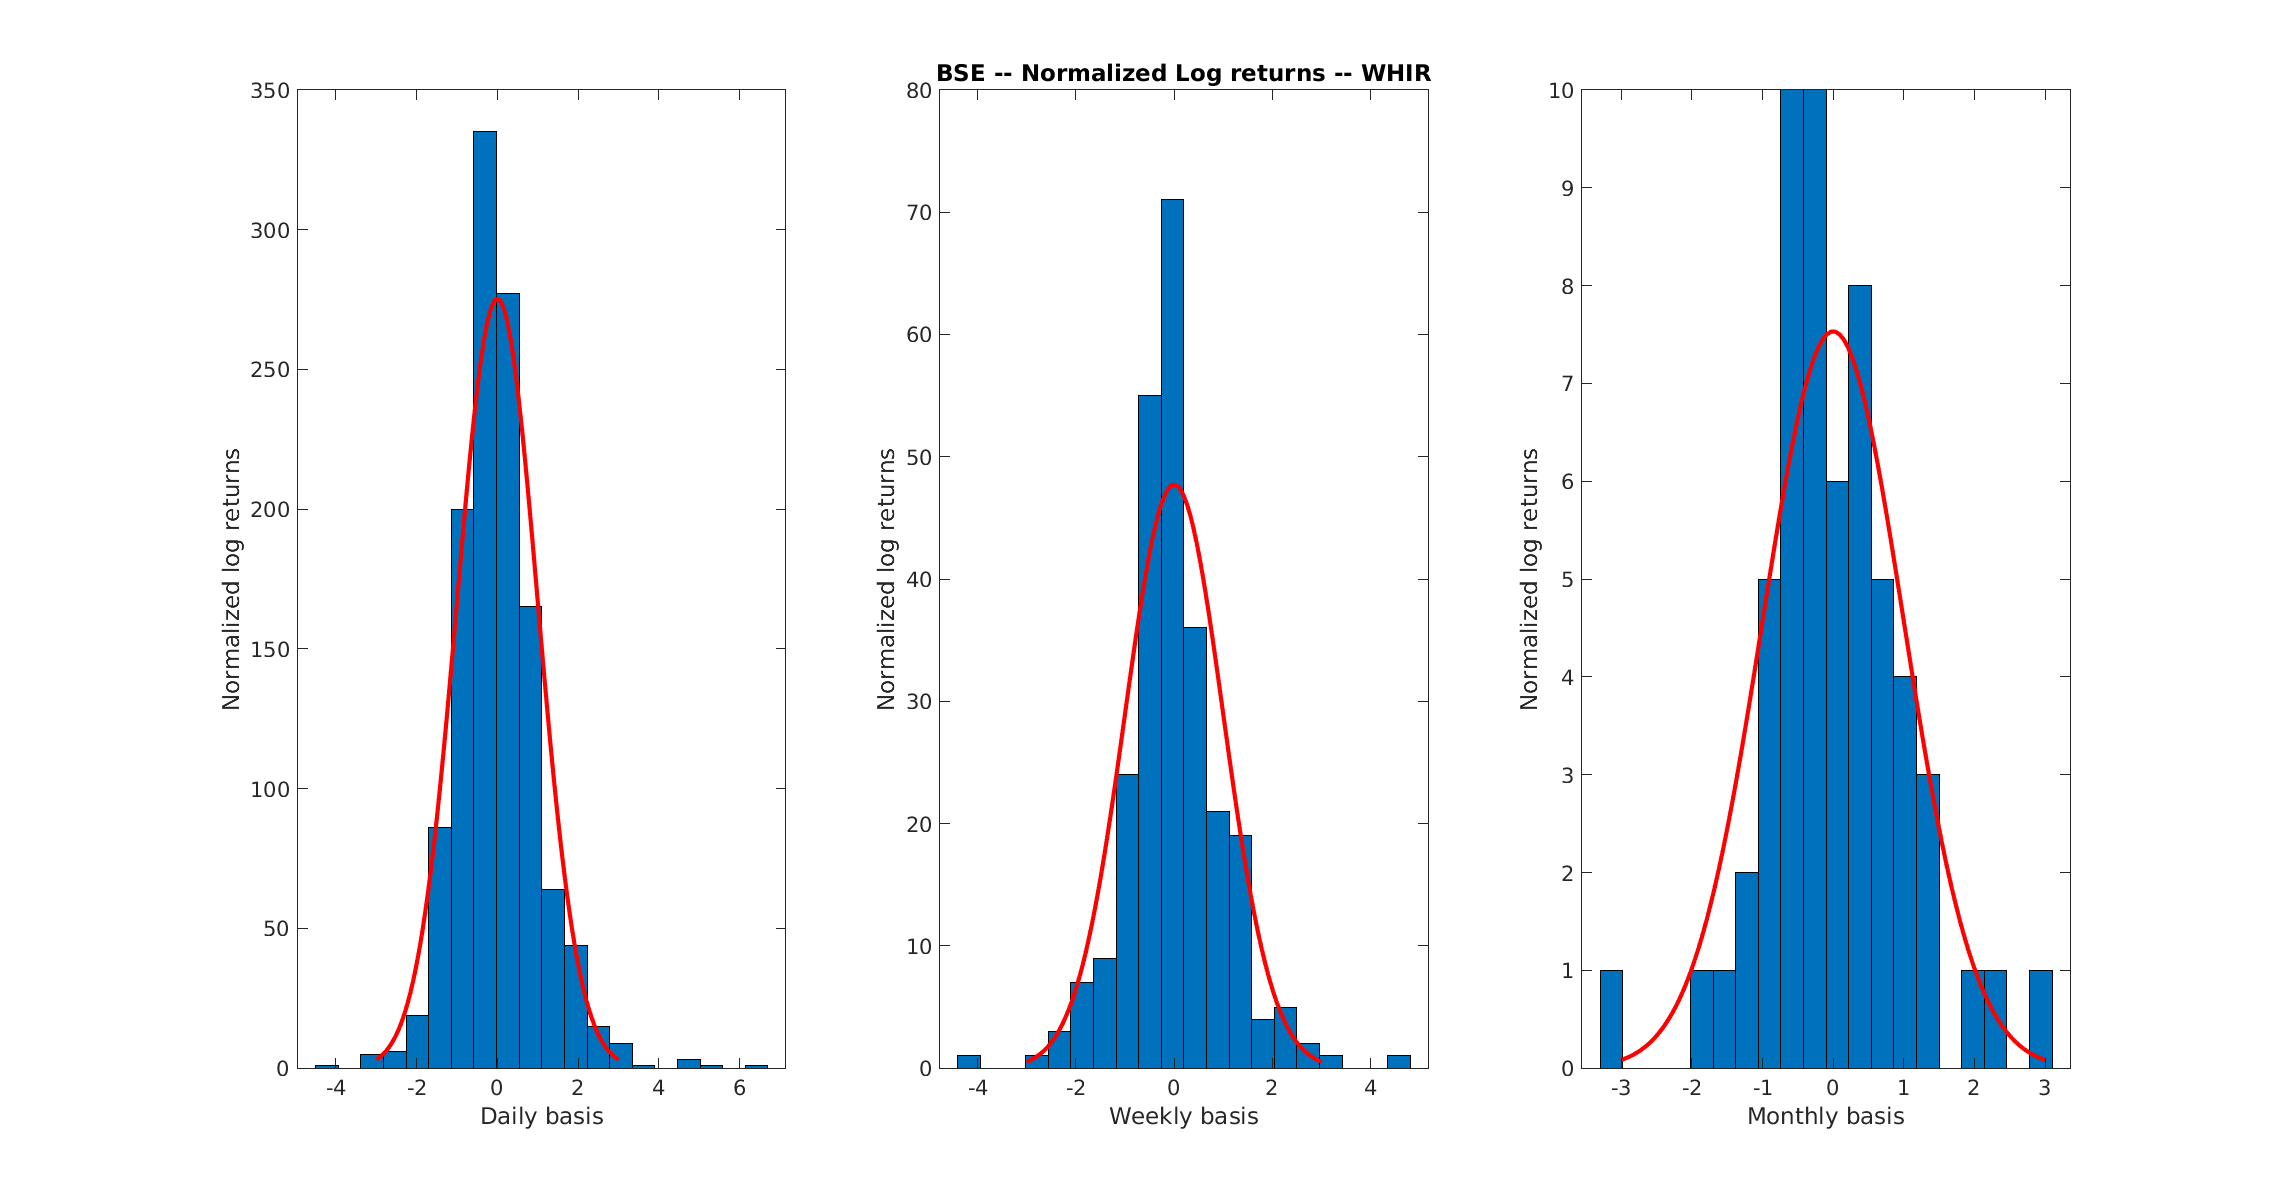 BSE -- Normalized Log returns -- WHIR
350
300
250
200
150
100
50
0
Normalized log returns
-4 -2 0 2 4 6
Daily basis
80
70
60
50
40
30
20
10
0
Normalized log returns
-4 -2 0 2 4
Weekly basis
10
9
8
7
6
5
4
3
2
1
0
Normalized log returns
-3 -2 -1 0 1 2 3
Monthly basis